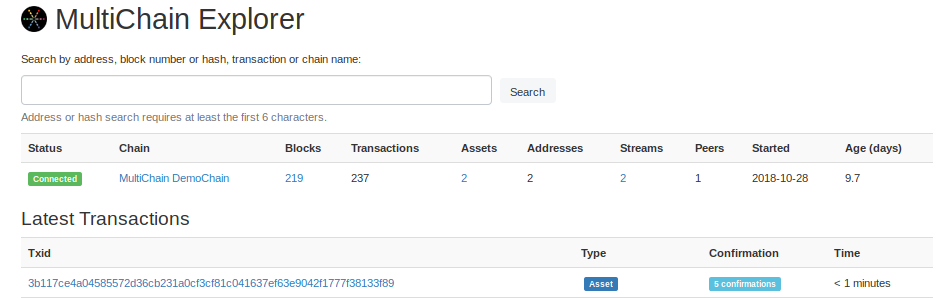 MultiChain Explorer
Search by address, block number or hash, transaction or chain name:
Search
Address or hash search requires at least the first 6 characters.
Status Chain Blocks Transactions Assets Addresses Streams Peers Started Age (days)
Connected MultiChain DemoChain 219 237 2 2 2 1 2018-10-28 9.7
Latest Transactions
Txid Type Confirmation Time
3b117ce4a04585572d36cb231a0cf3cf81c041637ef63e9042f1777f38133f89 Asset 5 confirmations < 1 minutes